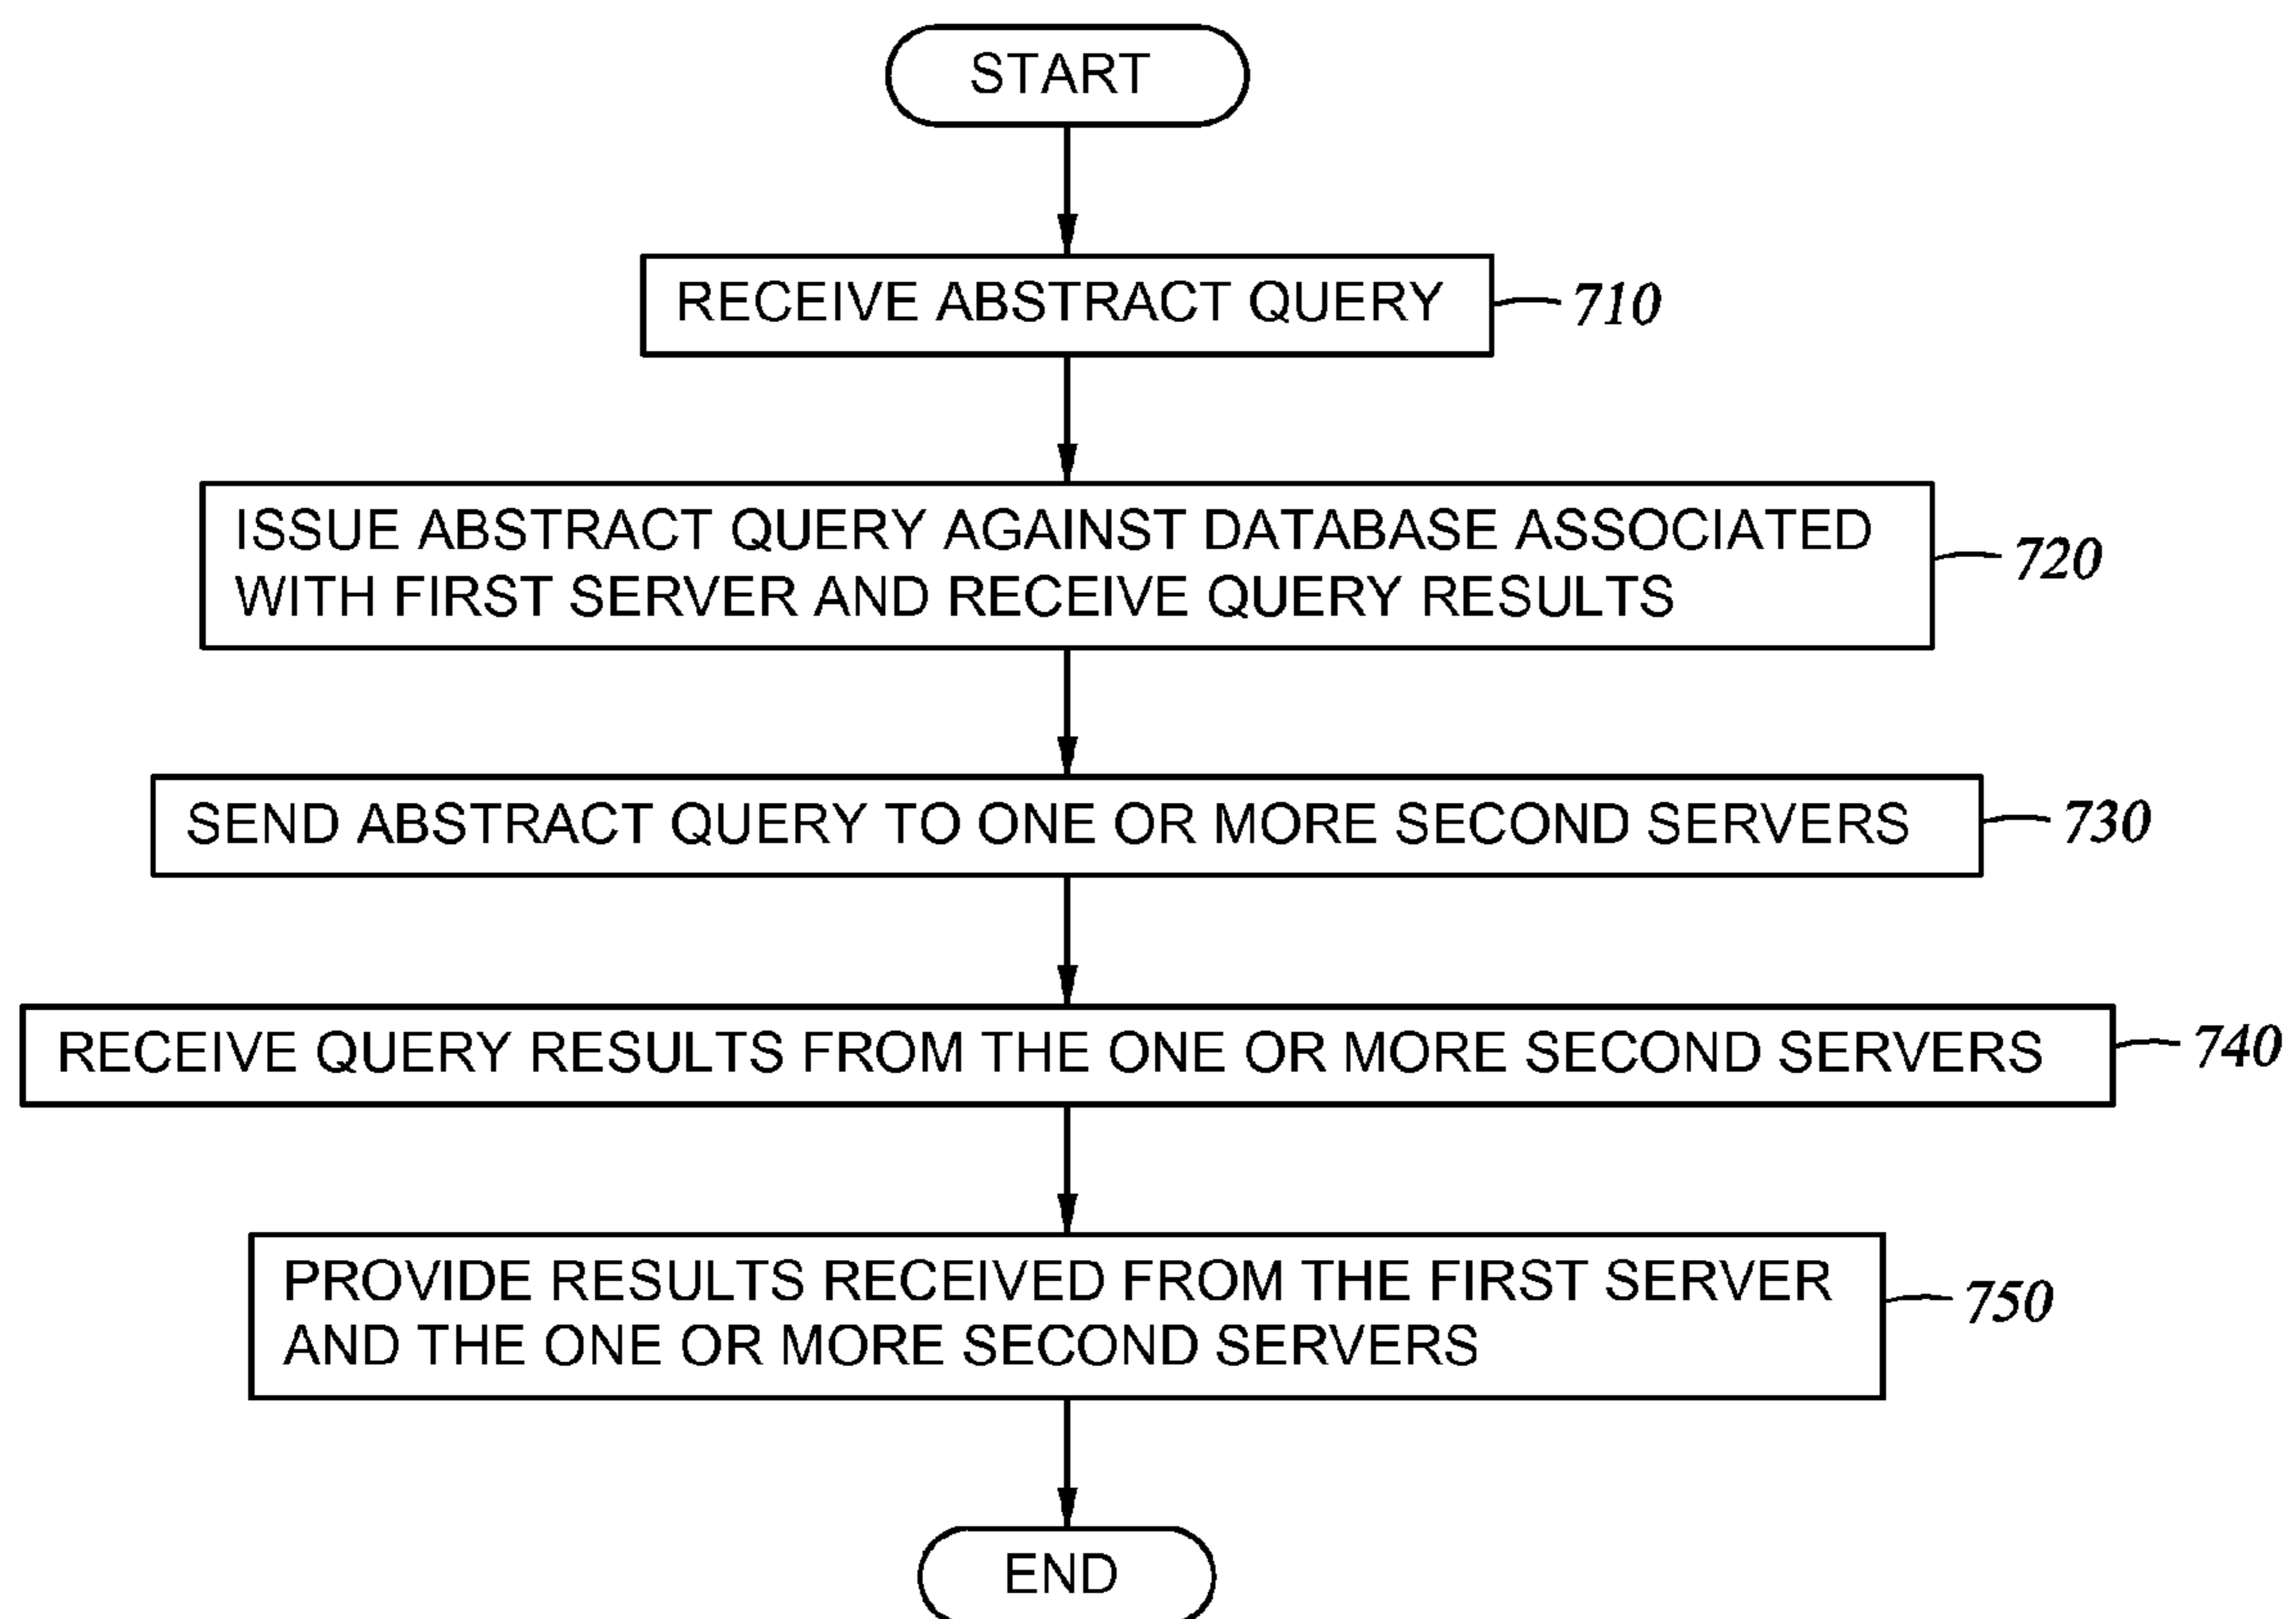 START
RECEIVE ABSTRACT QUERY
710
ISSUE ABSTRACT QUERY AGAINST DATABASE ASSOCIATED
WITH FIRST SERVER AND RECEIVE QUERY RESULTS
720
SEND ABSTRACT QUERY TO ONE OR MORE SECOND SERVERS
730
RECEIVE QUERY RESULTS FROM THE ONE OR MORE SECOND SERVERS
740
PROVIDE RESULTS RECEIVED FROM THE FIRST SERVER
AND THE ONE OR MORE SECOND SERVERS
750
END